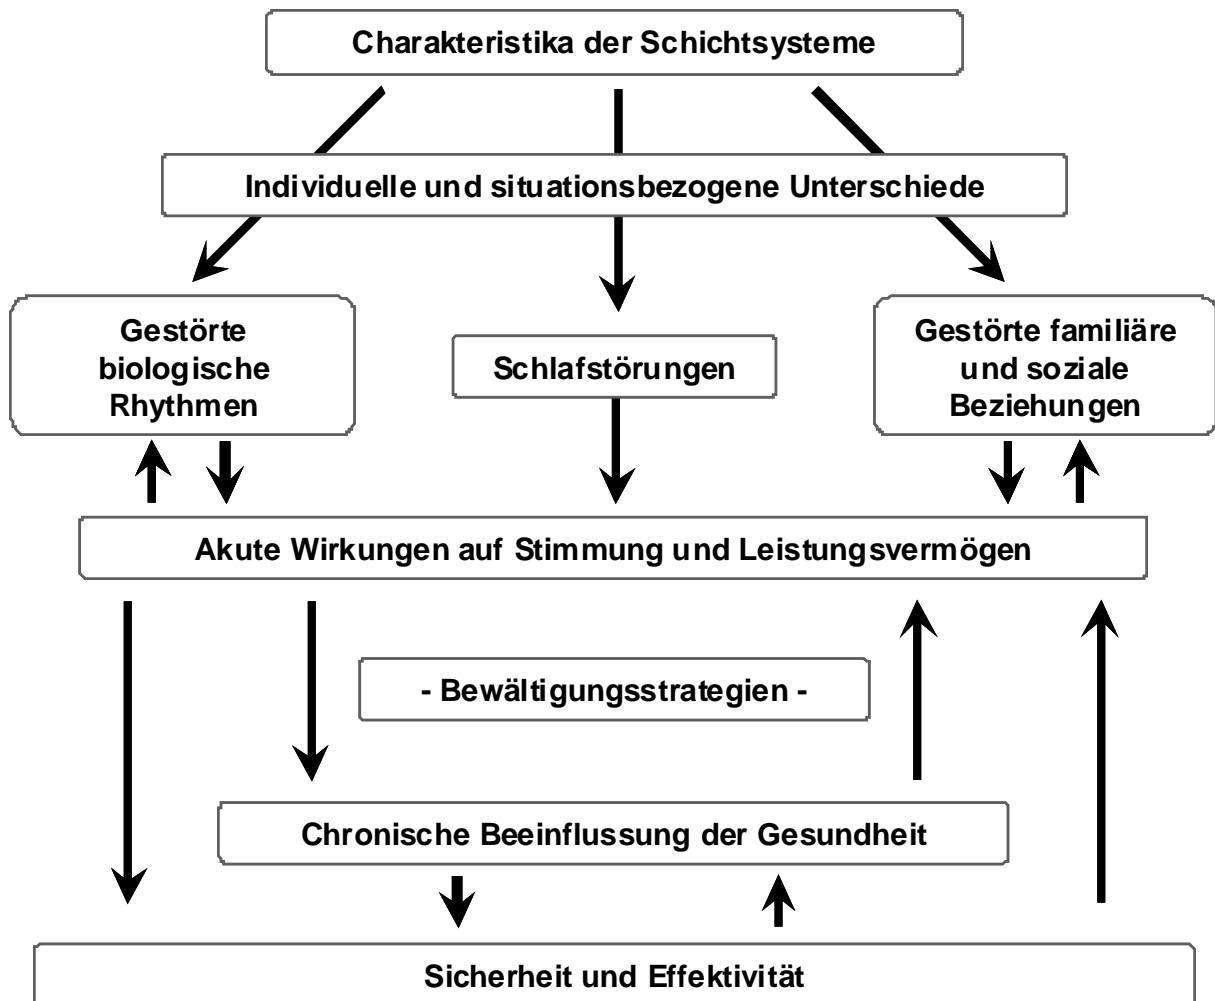 Charakteristika der Schichtsysteme
Individuelle und situationsbezogene Unterschiede
Gestörte
biologische
Rhythmen
Schlafstörungen
Gestörte familiäre
und soziale
Beziehungen
Akute Wirkungen auf Stimmung und Leistungsvermögen
- Bewältigungsstrategien -
Chronische Beeinflussung der Gesundheit
Sicherheit und Effektivität